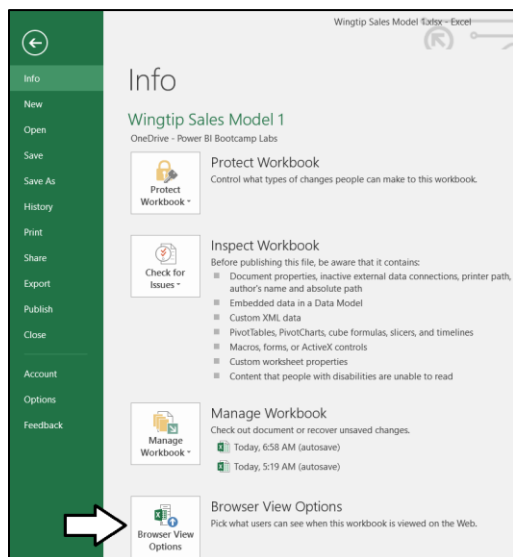 Wingtip Sales Model 1.xlsx - Excel
Info
Info
New
Wingtip Sales Model 1
Open
OneDrive - Power BI Bootcamp Labs
Save
Protect Workbook
Control what types of changes people can make to this workbook.
Save As
Protect
Workbook
History
Print
Inspect Workbook
Before publishing this file, be aware that it contains:
Share
Check for
Issues
Document properties, inactive external data connections, printer path,
author's name and absolute path
Export
Embedded data in a Data Model
Publish
Custom XML data
PivotTables, PivotCharts, cube formulas, slicers, and timelines
Close
Macros, forms, or ActiveX controls
Custom worksheet properties
Account
Content that people with disabilities are unable to read
Options
Manage Workbook
Feedback
Check out document or recover unsaved changes.
Manage
Workbook
Today, 6:58 AM (autosave)
Today, 5:19 AM (autosave)
Browser View Options
Pick what users can see when this workbook is viewed on the Web.
Browser View
Options